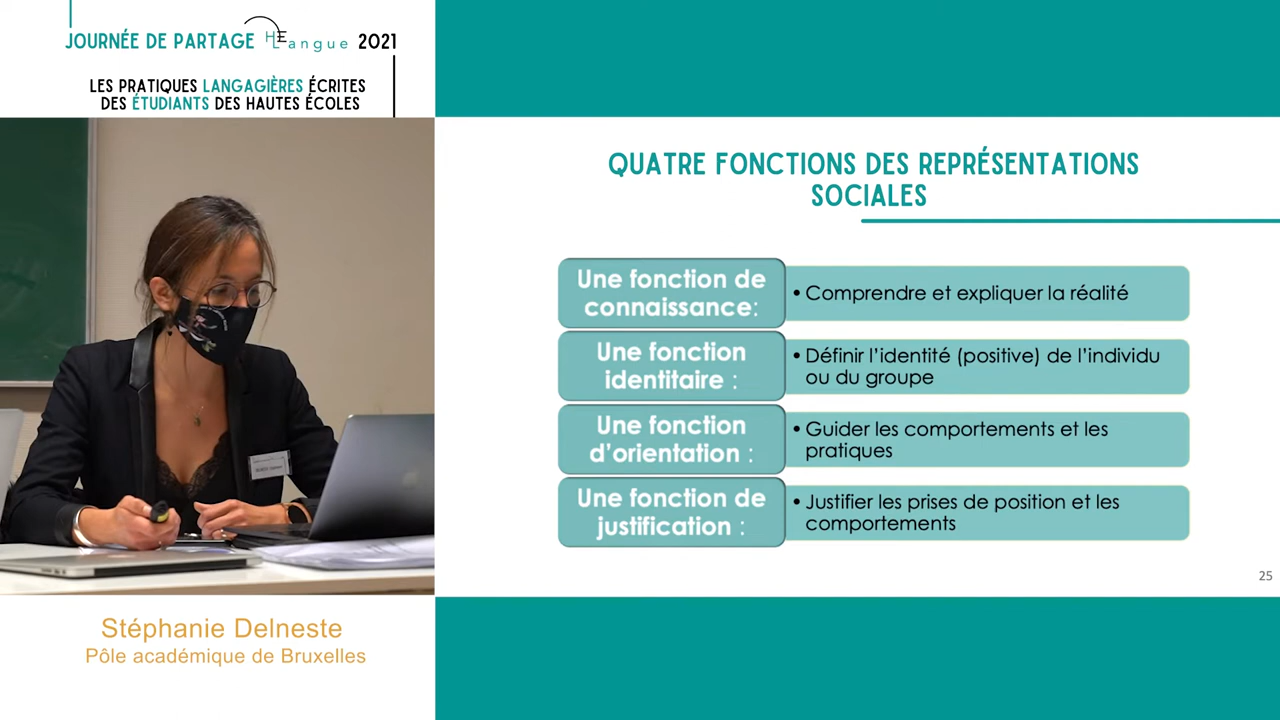 JOURNÉE DE PARTAGE HELangue 2021
LES PRATIQUES LANGAGIÈRES ÉCRITES
DES ÉTUDIANTS DES HAUTES ÉCOLES
QUATRE FONCTIONS DES REPRÉSENTATIONS
SOCIALES
Une fonction de
connaissance:
• Comprendre et expliquer la réalité
Une fonction
identitaire :
• Définir l'identité (positive) de l'individu
ou du groupe
Une fonction
d'orientation :
• Guider les comportements et les
pratiques
Une fonction de
justification :
• Justifier les prises de position et les
comportements
25
Stéphanie Delneste
Pôle académique de Bruxelles